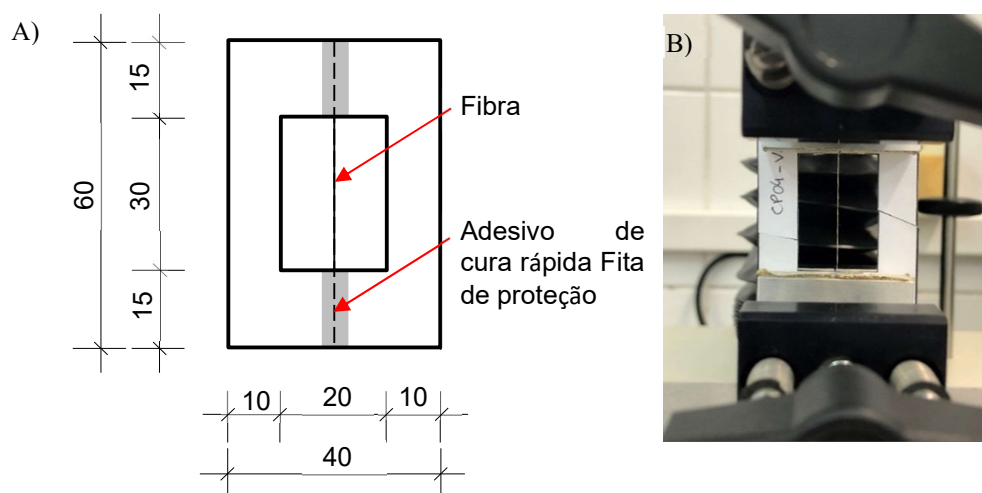 A)
60
15
30
15
Fibra
Adesivo de
cura rápida Fita
de proteção
10 20 10
40
B)
CP04-V